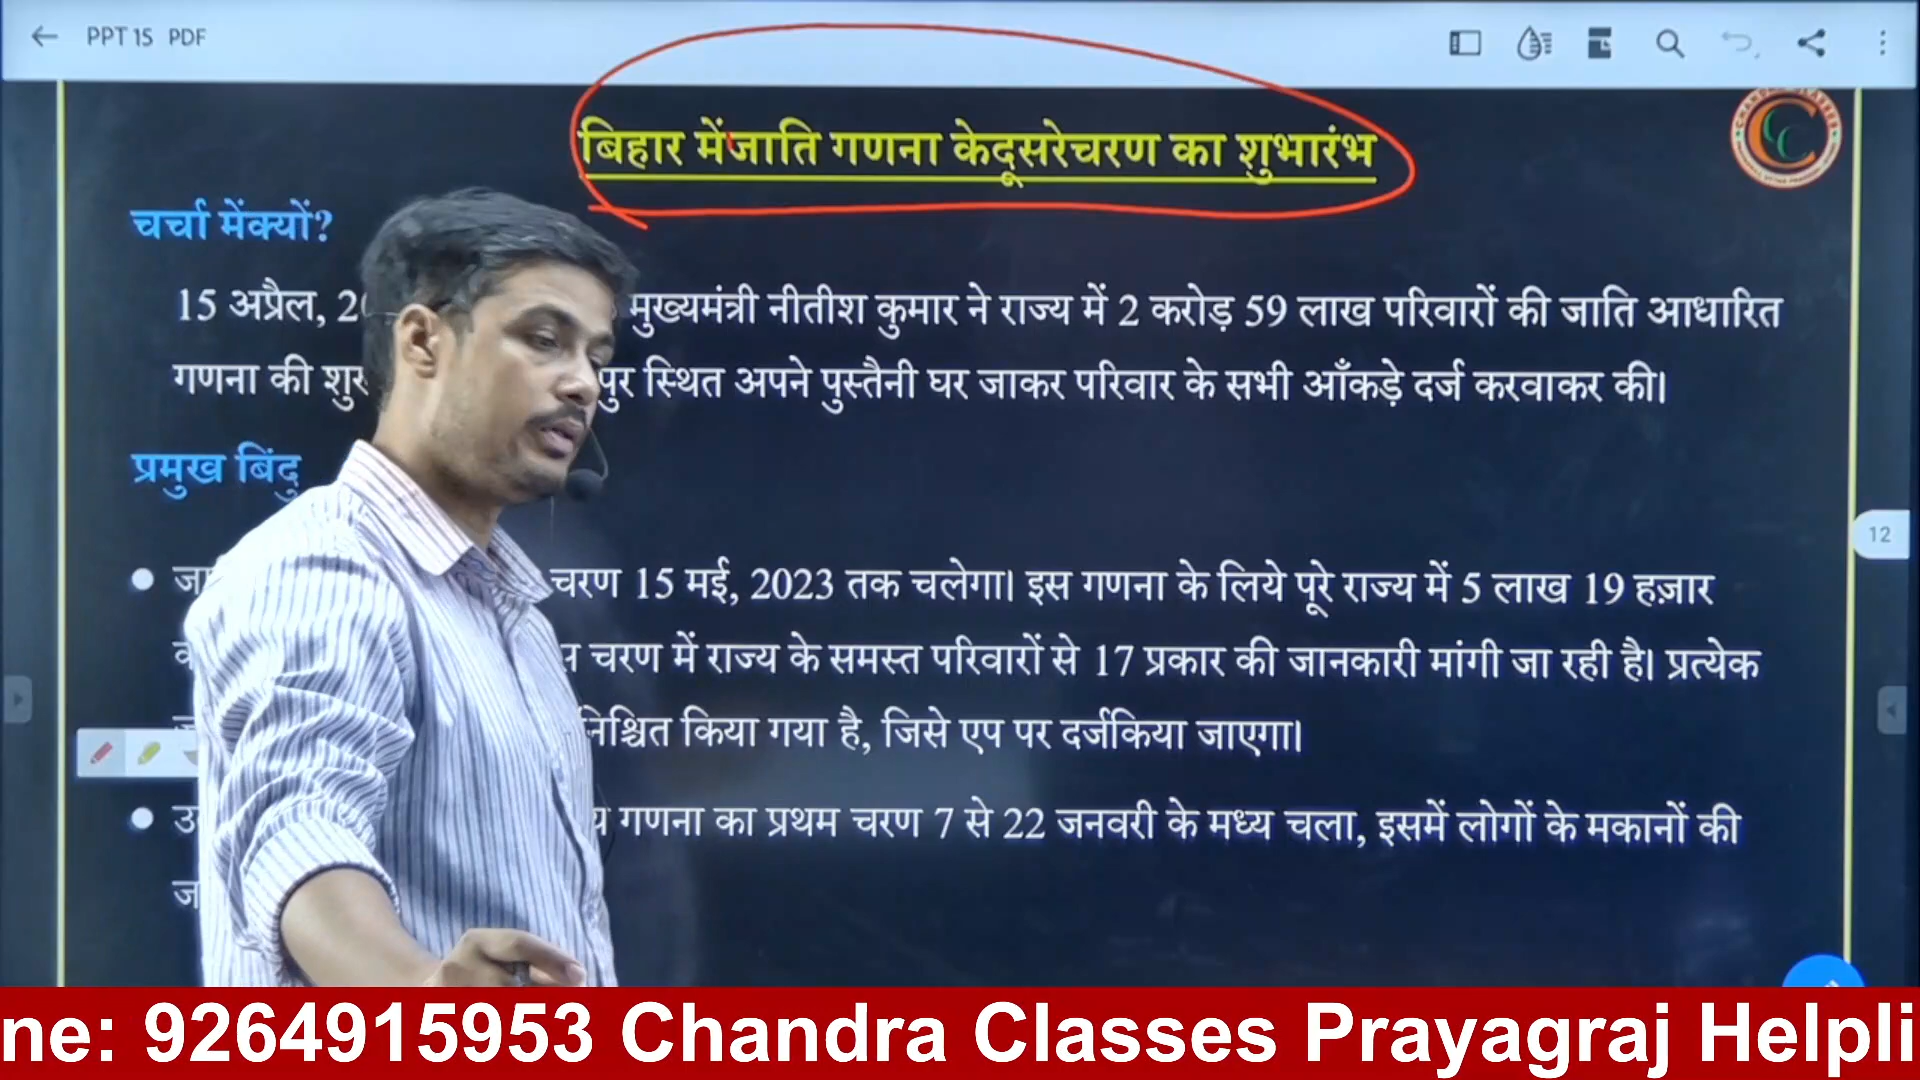 PPT 15 PDF
बिहार मेंजाति गणना केदूसरेचरण का शुभारंभ
चर्चा मेंक्यों?
15 अप्रैल, मुख्यमंत्री नीतीश कुमार ने राज्य में 2 करोड़ 59 लाख परिवारों की जाति आधारित
गणना की स्थित अपने पुस्तैनी घर जाकर परिवार के सभी आँकड़े दर्ज करवाकर की।
प्रमुख बिंदु
चरण 15 मई, 2023 तक चलेगा। इस गणना के लिये पूरे राज्य में 5 लाख 19 हज़ार
चरण में राज्य के समस्त परिवारों से 17 प्रकार की जानकारी मांगी जा रही है। प्रत्येक
निश्चित किया गया है, जिसे एप पर दर्जकिया जाएगा।
गणना का प्रथम चरण 7 से 22 जनवरी के मध्य चला, इसमें लोगों के मकानों की
12
ne: 9264915953 Chandra Classes Prayagraj Helpli